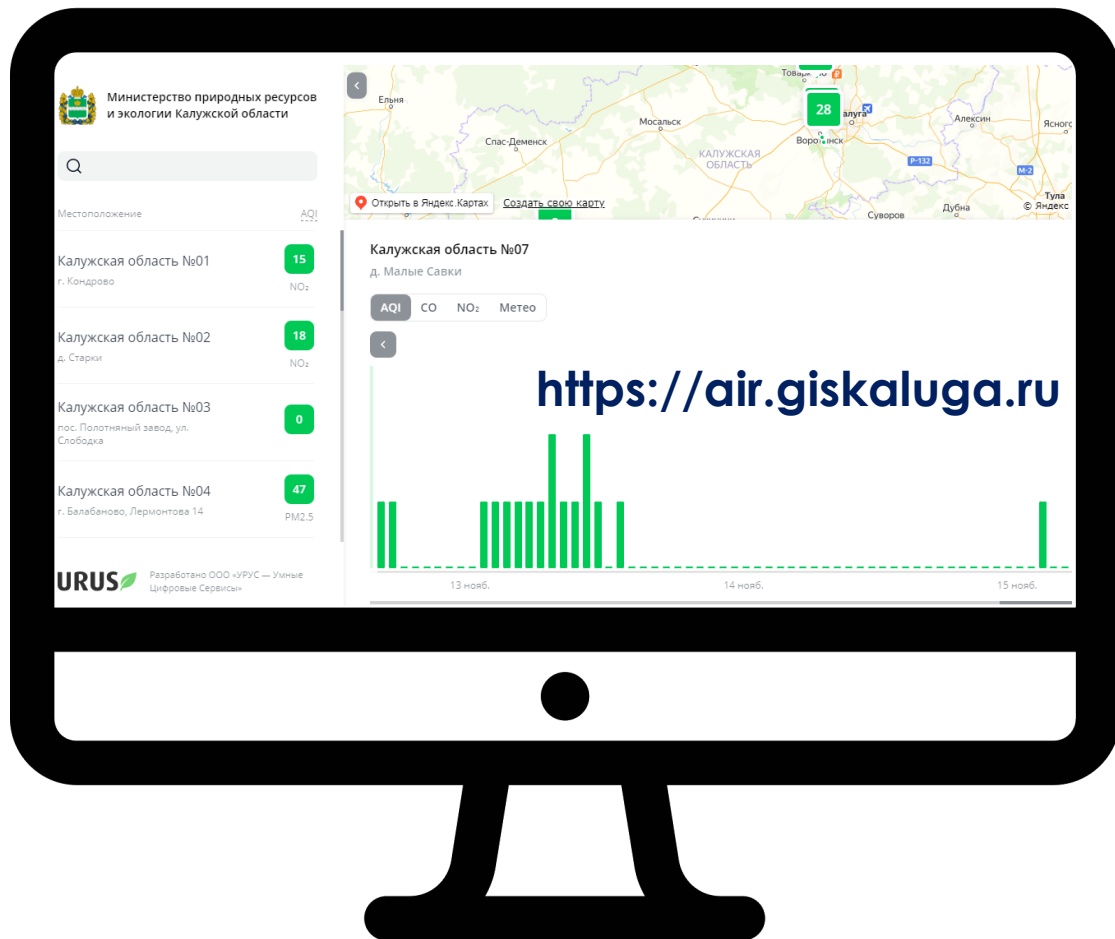 Министерство природных ресурсов
и экологии Калужской области
Местоположение
AQI
Калужская область №01
г. Кондрово
15
NO₂
Калужская область №02
д. Старки
18
NO₂
Калужская область №03
пос. Полотняный завод, ул.
Слободка
0
Калужская область №04
г. Балабаново, Лермонтова 14
47
PM2.5
URUS
Разработано ООО «УРУС — Умные
Цифровые Сервисы»
Ельня
Мосальск
28
Алексин
Спас-Деменск
КАЛУЖСКАЯ
ОБЛАСТЬ
Р-132
М-2
Тула
Открыть в Яндекс.Картах
Создать свою карту
Суворов
Дубна
© Яндекс
Калужская область №07
д. Малые Савки
AQI CO NO₂ Метео
https://air.giskaluga.ru
13 нояб.
14 нояб.
15 нояб.